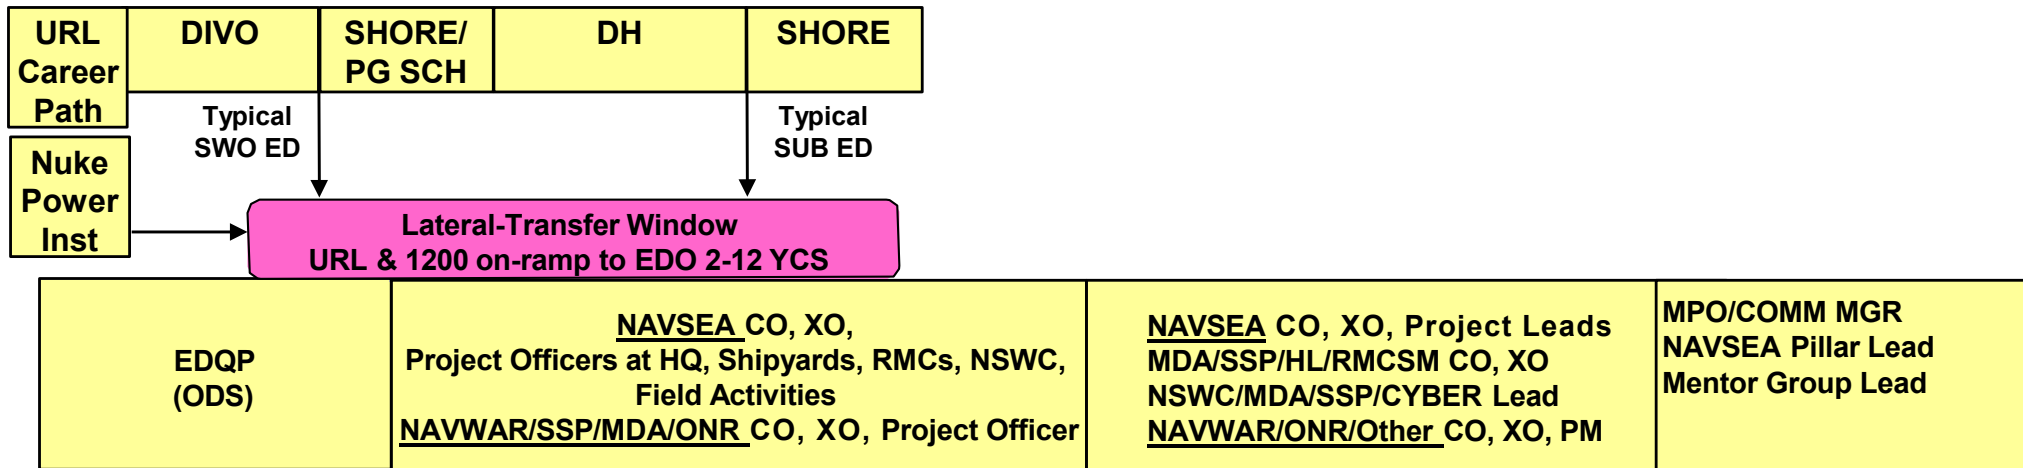 URL
Career
Path
DIVO
SHORE/
PG SCH
DH
SHORE
Typical
SWO ED
Typical
SUB ED
Nuke
Power
Inst
Lateral-Transfer Window
URL & 1200 on-ramp to EDO 2-12 YCS
EDQP
(ODS)
NAVSEA CO, XO,
Project Officers at HQ, Shipyards, RMCs, NSWC,
Field Activities
NAVWAR/SSP/MDA/ONR CO, XO, Project Officer
NAVSEA CO, XO, Project Leads
MDA/SSP/HL/RMCSM CO, XO
NSWC/MDA/SSP/CYBER Lead
NAVWAR/ONR/Other CO, XO, PM
MPO/COMM MGR
NAVSEA Pillar Lead
Mentor Group Lead